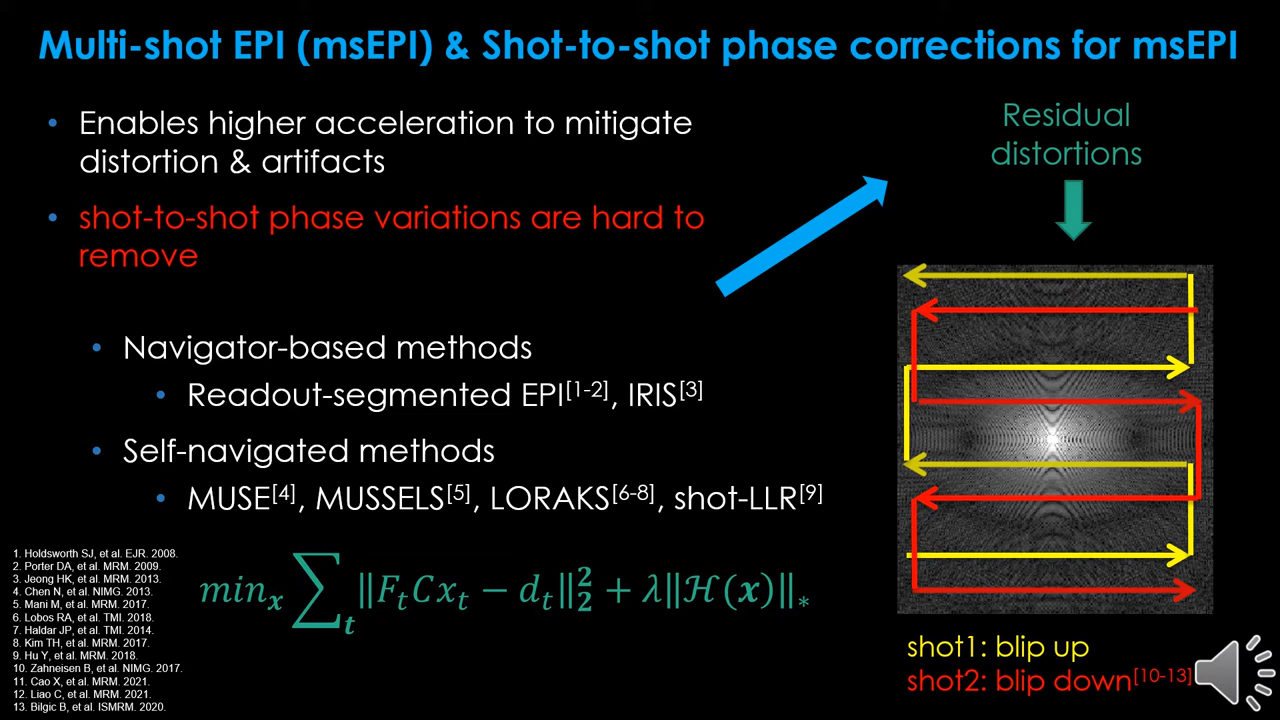 Multi-shot EPI (msEPI) & Shot-to-shot phase corrections for msEPI
• Enables higher acceleration to mitigate
distortion & artifacts
• shot-to-shot phase variations are hard to
remove
• Navigator-based methods
• Readout-segmented EPI[1-2], IRIS[3]
• Self-navigated methods
• MUSE[4], MUSSELS[5], LORAKS[6-8], shot-LLR[9]
min_𝒙 ∑_𝒕 ‖F_t C x_t − d_t‖_2^2 + λ‖ℋ(𝒙)‖_*
1. Holdsworth SJ, et al. EJR. 2008.
2. Porter DA, et al. MRM. 2009.
3. Jeong HK, et al. MRM. 2013.
4. Chen N, et al. NIMG. 2013.
5. Mani M, et al. MRM. 2017.
6. Lobos RA, et al. TMI. 2018.
7. Haldar JP, et al. TMI. 2014.
8. Kim TH, et al. MRM. 2017.
9. Hu Y, et al. MRM. 2018.
10. Zahneisen B, et al. NIMG. 2017.
11. Cao X, et al. MRM. 2021.
12. Liao C, et al. MRM. 2021.
13. Bilgic B, et al. ISMRM. 2020.
Residual
distortions
shot1: blip up
shot2: blip down[10-13]